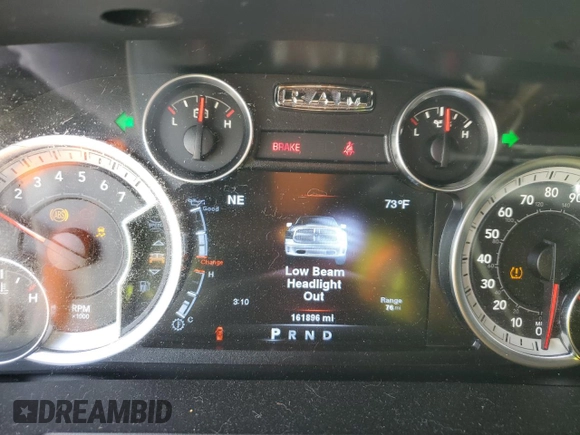 RAM
L H
L H
BRAKE
NE
73°F
Good
Change
H
C
Low Beam
Headlight
Out
3:10
Range
76 mi
161896 mi
P R N D
2 3 4 5 6 7
RPM
x1000
H
ABS
10 20 30 40 50 60 70 80 90
DREAMBID